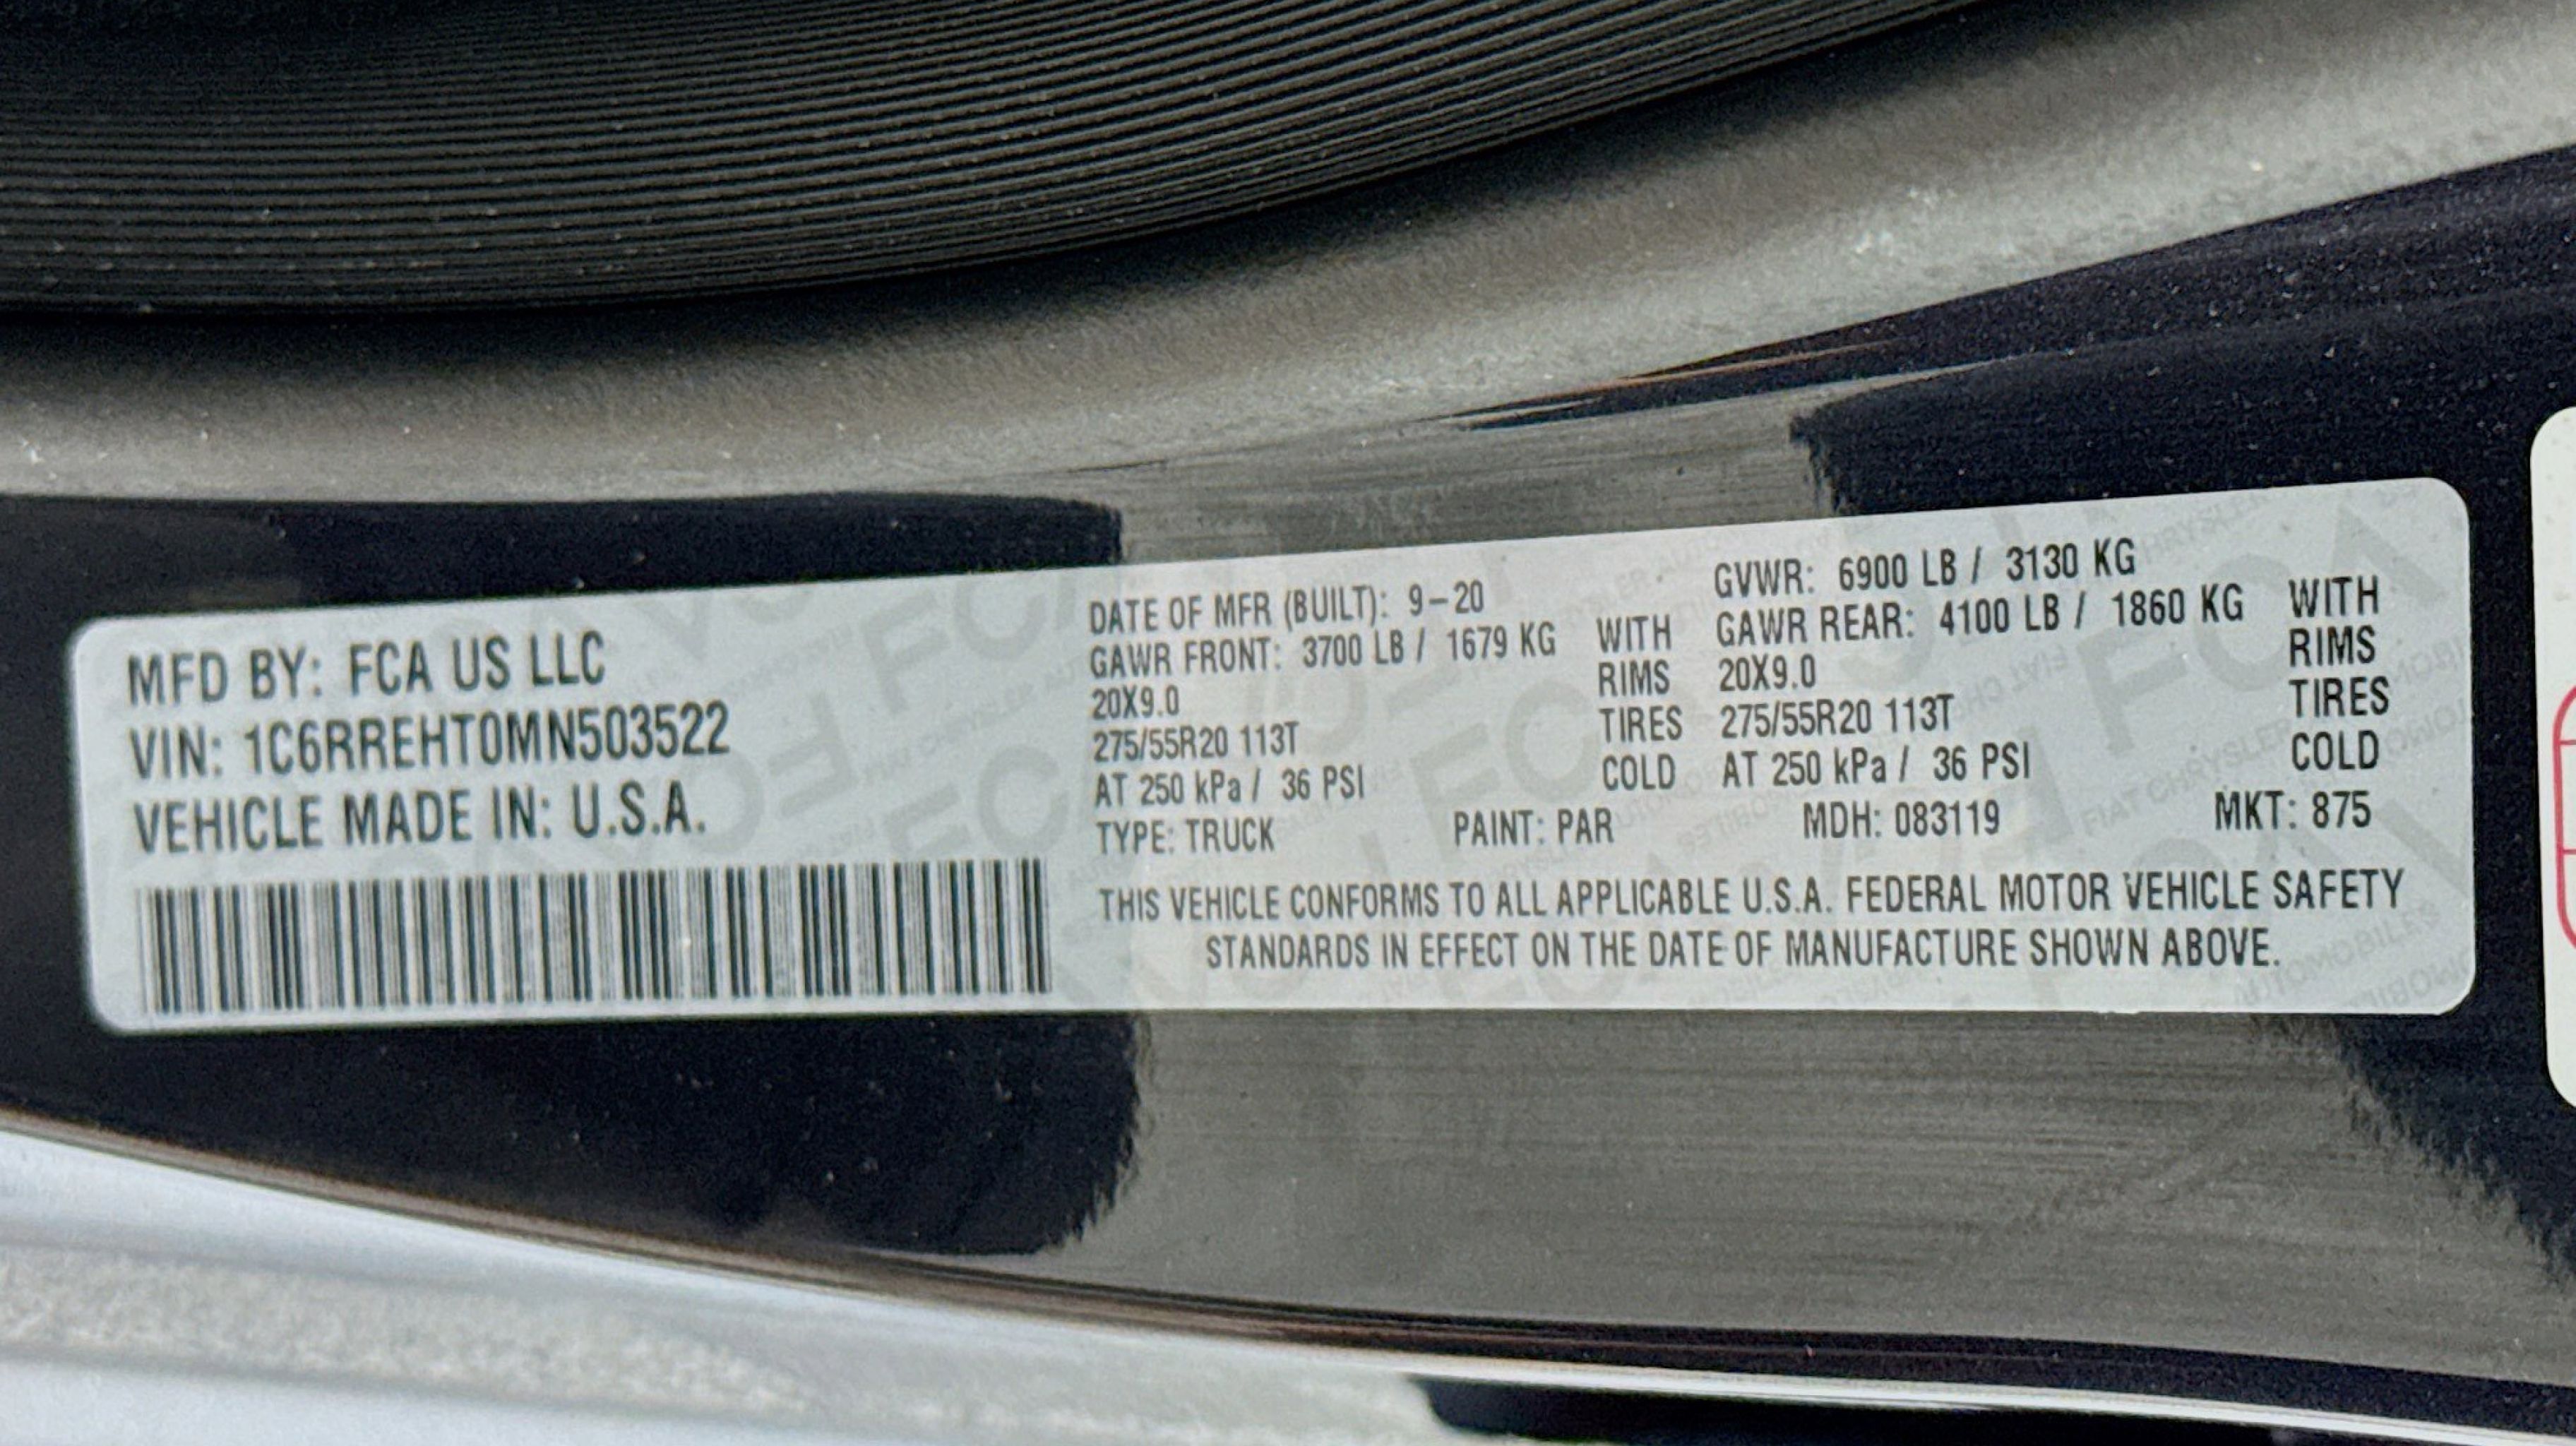 MFD BY: FCA US LLC
VIN: 1C6RREHT0MN503522
VEHICLE MADE IN: U.S.A.
DATE OF MFR (BUILT): 9-20
GVWR: 6900 LB / 3130 KG
GAWR FRONT: 3700 LB / 1679 KG WITH
20X9.0 RIMS
275/55R20 113T TIRES
AT 250 kPa / 36 PSI COLD
GAWR REAR: 4100 LB / 1860 KG WITH
20X9.0 RIMS
275/55R20 113T TIRES
AT 250 kPa / 36 PSI COLD
TYPE: TRUCK PAINT: PAR MDH: 083119 MKT: 875
THIS VEHICLE CONFORMS TO ALL APPLICABLE U.S.A. FEDERAL MOTOR VEHICLE SAFETY
STANDARDS IN EFFECT ON THE DATE OF MANUFACTURE SHOWN ABOVE.